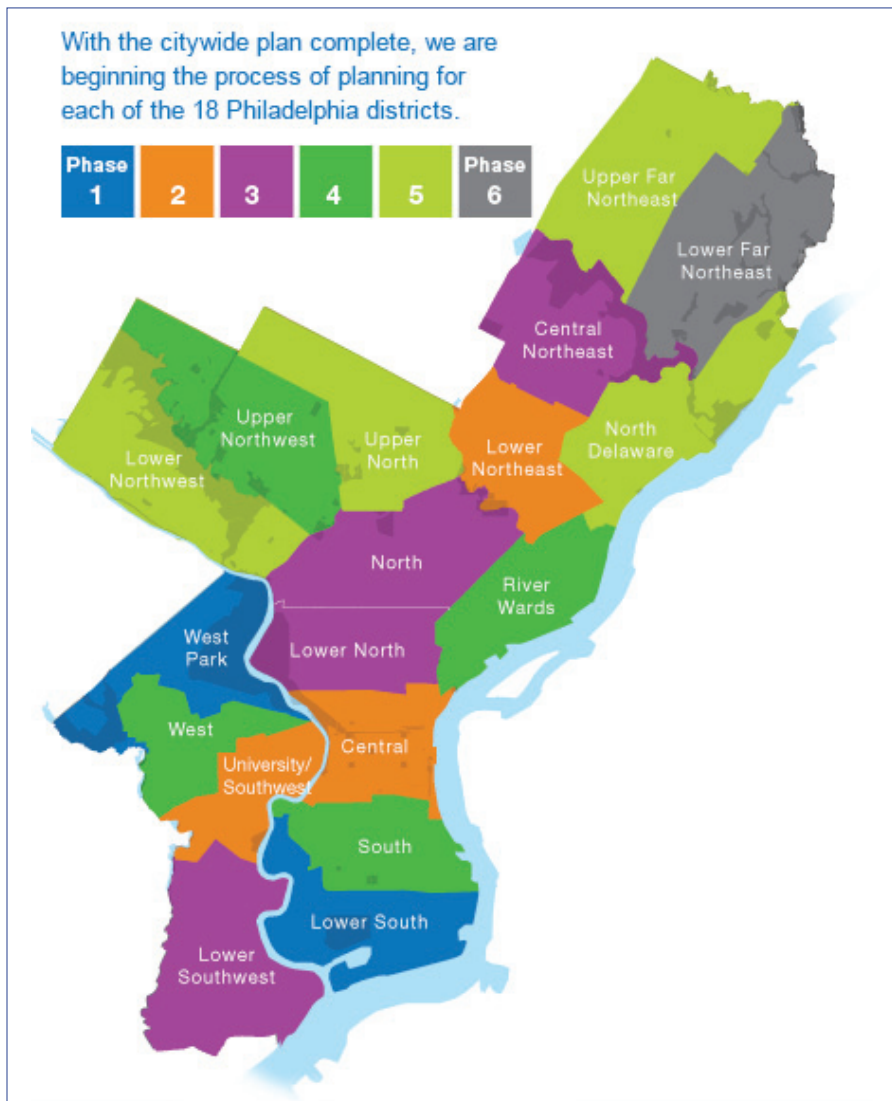 With the citywide plan complete, we are
beginning the process of planning for
each of the 18 Philadelphia districts.
Phase
1
2
3
4
5
Phase
6
Upper Far
Northeast
Lower Far
Northeast
Central
Northeast
Upper
Northwest
Upper
North
Lower
Northeast
North
Delaware
Lower
Northwest
North
River
Wards
West
Park
Lower North
West
Central
University/
Southwest
South
Lower South
Lower
Southwest